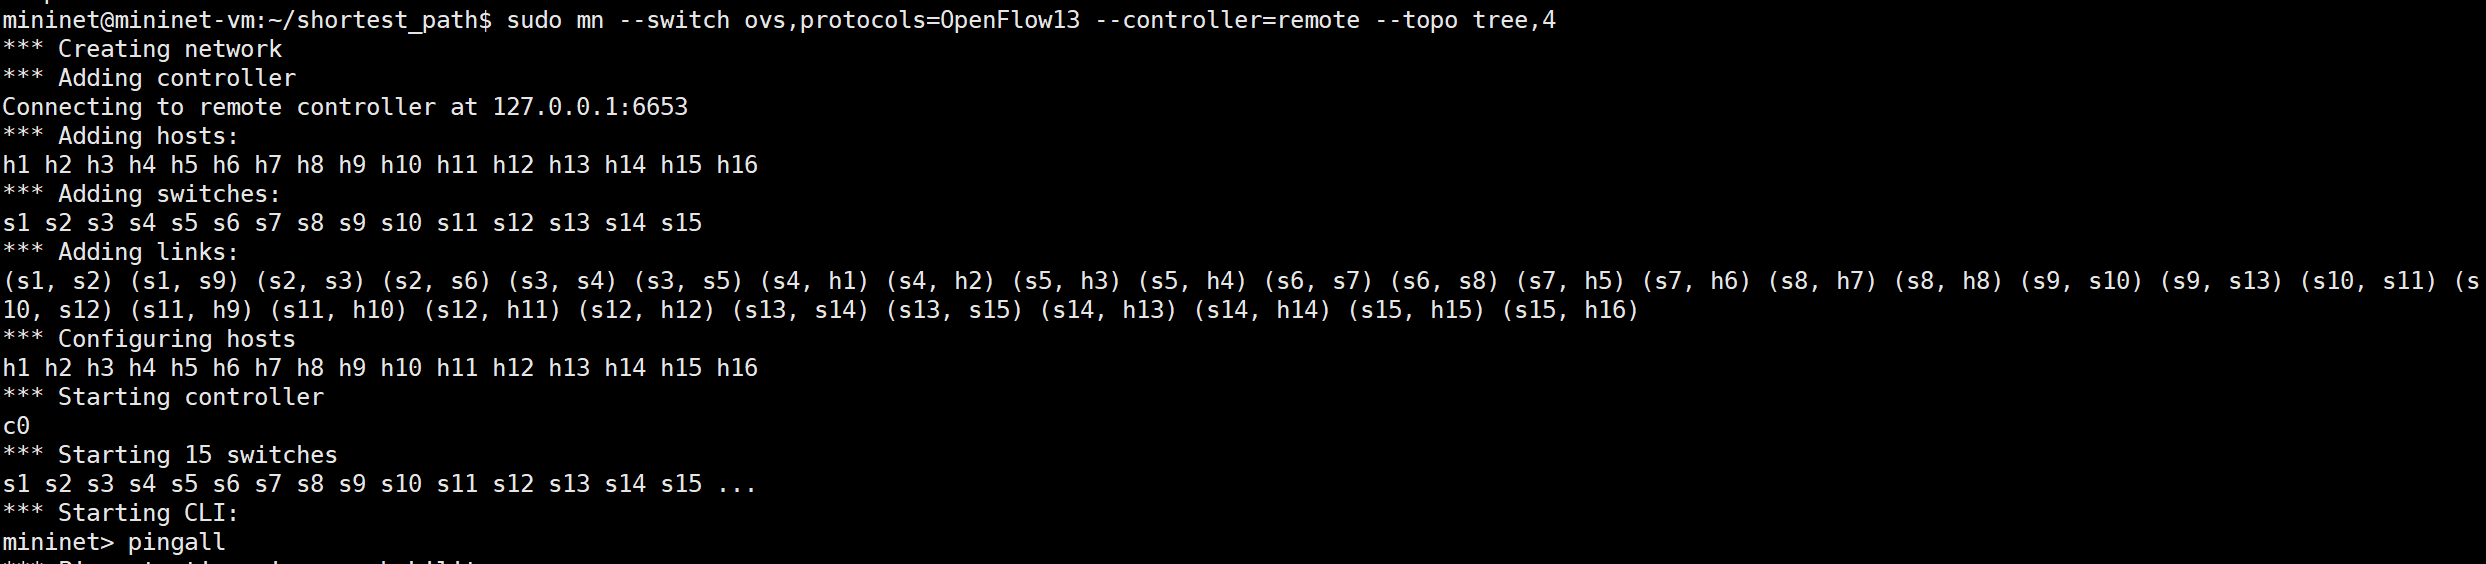 mininet@mininet-vm:~/shortest_path$ sudo mn --switch ovs,protocols=OpenFlow13 --controller=remote --topo tree,4
*** Creating network
*** Adding controller
Connecting to remote controller at 127.0.0.1:6653
*** Adding hosts:
h1 h2 h3 h4 h5 h6 h7 h8 h9 h10 h11 h12 h13 h14 h15 h16
*** Adding switches:
s1 s2 s3 s4 s5 s6 s7 s8 s9 s10 s11 s12 s13 s14 s15
*** Adding links:
(s1, s2) (s1, s9) (s2, s3) (s2, s6) (s3, s4) (s3, s5) (s4, h1) (s4, h2) (s5, h3) (s5, h4) (s6, s7) (s6, s8) (s7, h5) (s7, h6) (s8, h7) (s8, h8) (s9, s10) (s9, s13) (s10, s11) (s
10, s12) (s11, h9) (s11, h10) (s12, h11) (s12, h12) (s13, s14) (s13, s15) (s14, h13) (s14, h14) (s15, h15) (s15, h16)
*** Configuring hosts
h1 h2 h3 h4 h5 h6 h7 h8 h9 h10 h11 h12 h13 h14 h15 h16
*** Starting controller
c0
*** Starting 15 switches
s1 s2 s3 s4 s5 s6 s7 s8 s9 s10 s11 s12 s13 s14 s15 ...
*** Starting CLI:
mininet> pingall